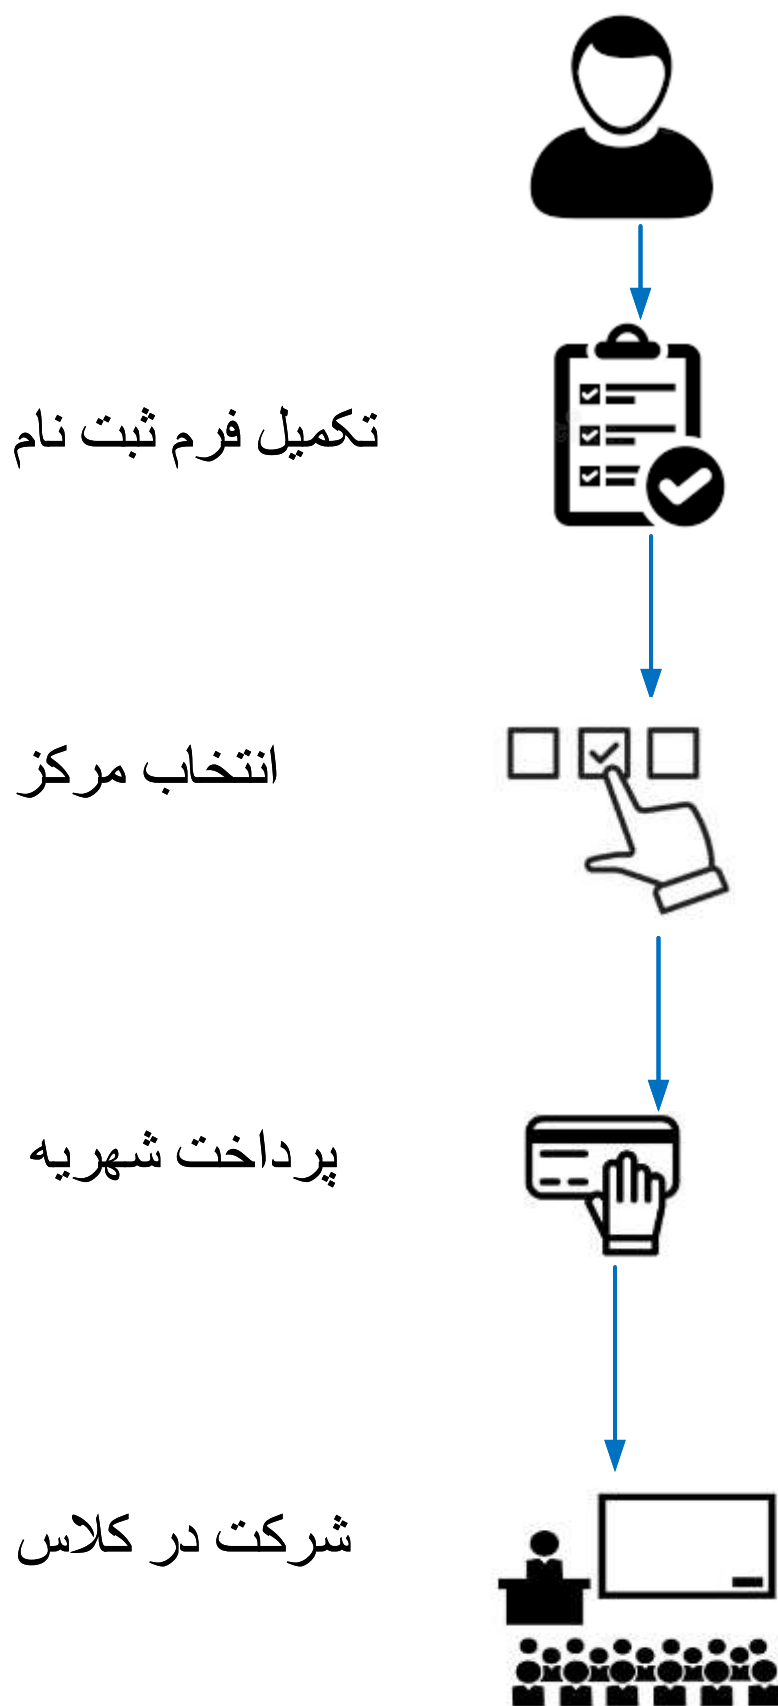 تکمیل فرم ثبت نام
انتخاب مرکز
پرداخت شهریه
شرکت در کلاس